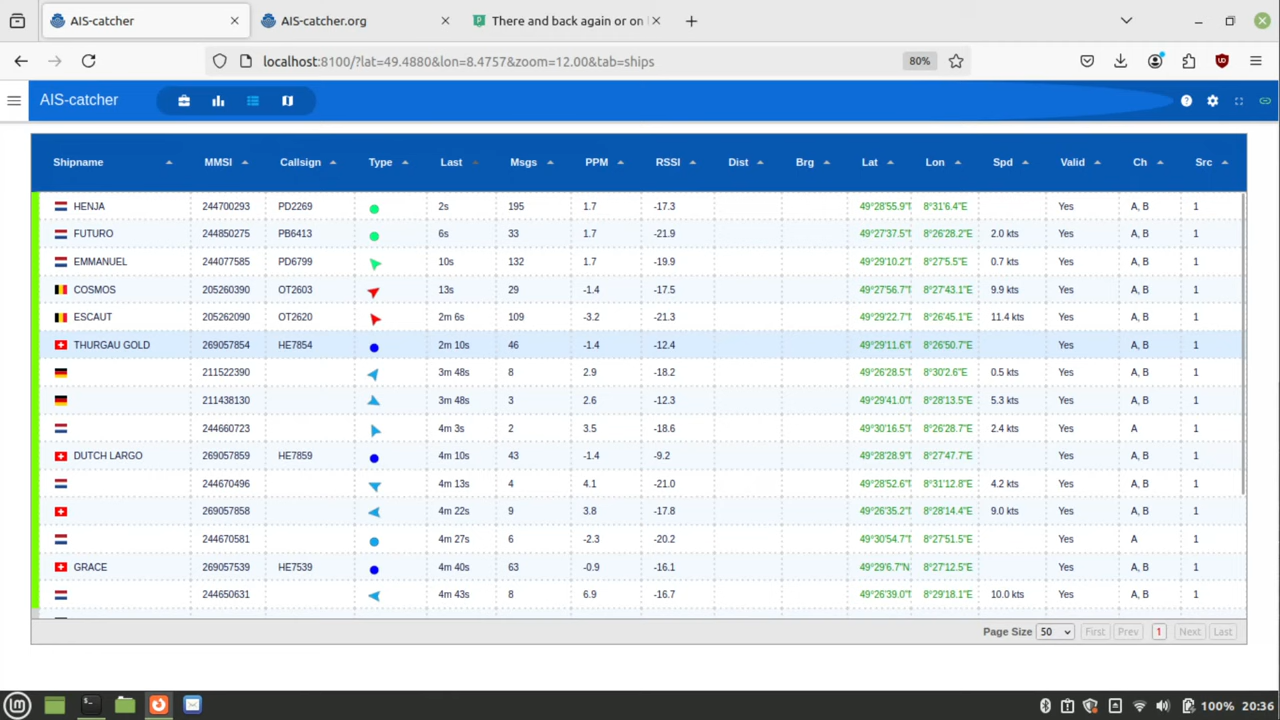 AIS-catcher
AIS-catcher.org
There and back again or on
localhost:8100/?lat=49.4880&lon=8.4757&zoom=12.00&tab=ships
80%
AIS-catcher
Shipname MMSI Callsign Type Last Msgs PPM RSSI Dist Brg Lat Lon Spd Valid Ch Src
HENJA 244700293 PD2269 2s 195 1.7 -17.3 49°28'55.9"N 8°31'6.4"E Yes A, B 1
FUTURO 244850275 PB6413 6s 33 1.7 -21.9 49°27'37.5"N 8°26'28.2"E 2.0 kts Yes A, B 1
EMMANUEL 244077585 PD6799 10s 132 1.7 -19.9 49°29'10.2"N 8°27'5.5"E 0.7 kts Yes A, B 1
COSMOS 205260390 OT2603 13s 29 -1.4 -17.5 49°27'56.7"N 8°27'43.1"E 9.9 kts Yes A, B 1
ESCAUT 205262090 OT2620 2m 6s 109 -3.2 -21.3 49°29'22.7"N 8°26'45.1"E 11.4 kts Yes A, B 1
THURGAU GOLD 269057854 HE7854 2m 10s 46 -1.4 -12.4 49°29'11.6"N 8°26'50.7"E Yes A, B 1
211522390 3m 48s 8 2.9 -18.2 49°26'28.5"N 8°30'2.6"E 0.5 kts Yes A, B 1
211438130 3m 48s 3 2.6 -12.3 49°29'41.0"N 8°28'13.5"E 5.3 kts Yes A, B 1
244660723 4m 3s 2 3.5 -18.6 49°30'16.5"N 8°26'28.7"E 2.4 kts Yes A 1
DUTCH LARGO 269057859 HE7859 4m 10s 43 -1.4 -9.2 49°28'28.9"N 8°27'47.7"E Yes A, B 1
244670496 4m 13s 4 4.1 -21.0 49°28'52.6"N 8°31'12.8"E 4.2 kts Yes A, B 1
269057858 4m 22s 9 3.8 -17.8 49°26'35.2"N 8°28'14.4"E 9.0 kts Yes A, B 1
244670581 4m 27s 6 -2.3 -20.2 49°30'54.7"N 8°27'51.5"E Yes A 1
GRACE 269057539 HE7539 4m 40s 63 -0.9 -16.1 49°29'6.7"N 8°27'12.5"E Yes A, B 1
244650631 4m 43s 8 6.9 -16.7 49°26'39.0"N 8°29'18.1"E 10.0 kts Yes A, B 1
Page Size 50 First Prev 1 Next Last
100% 20:36